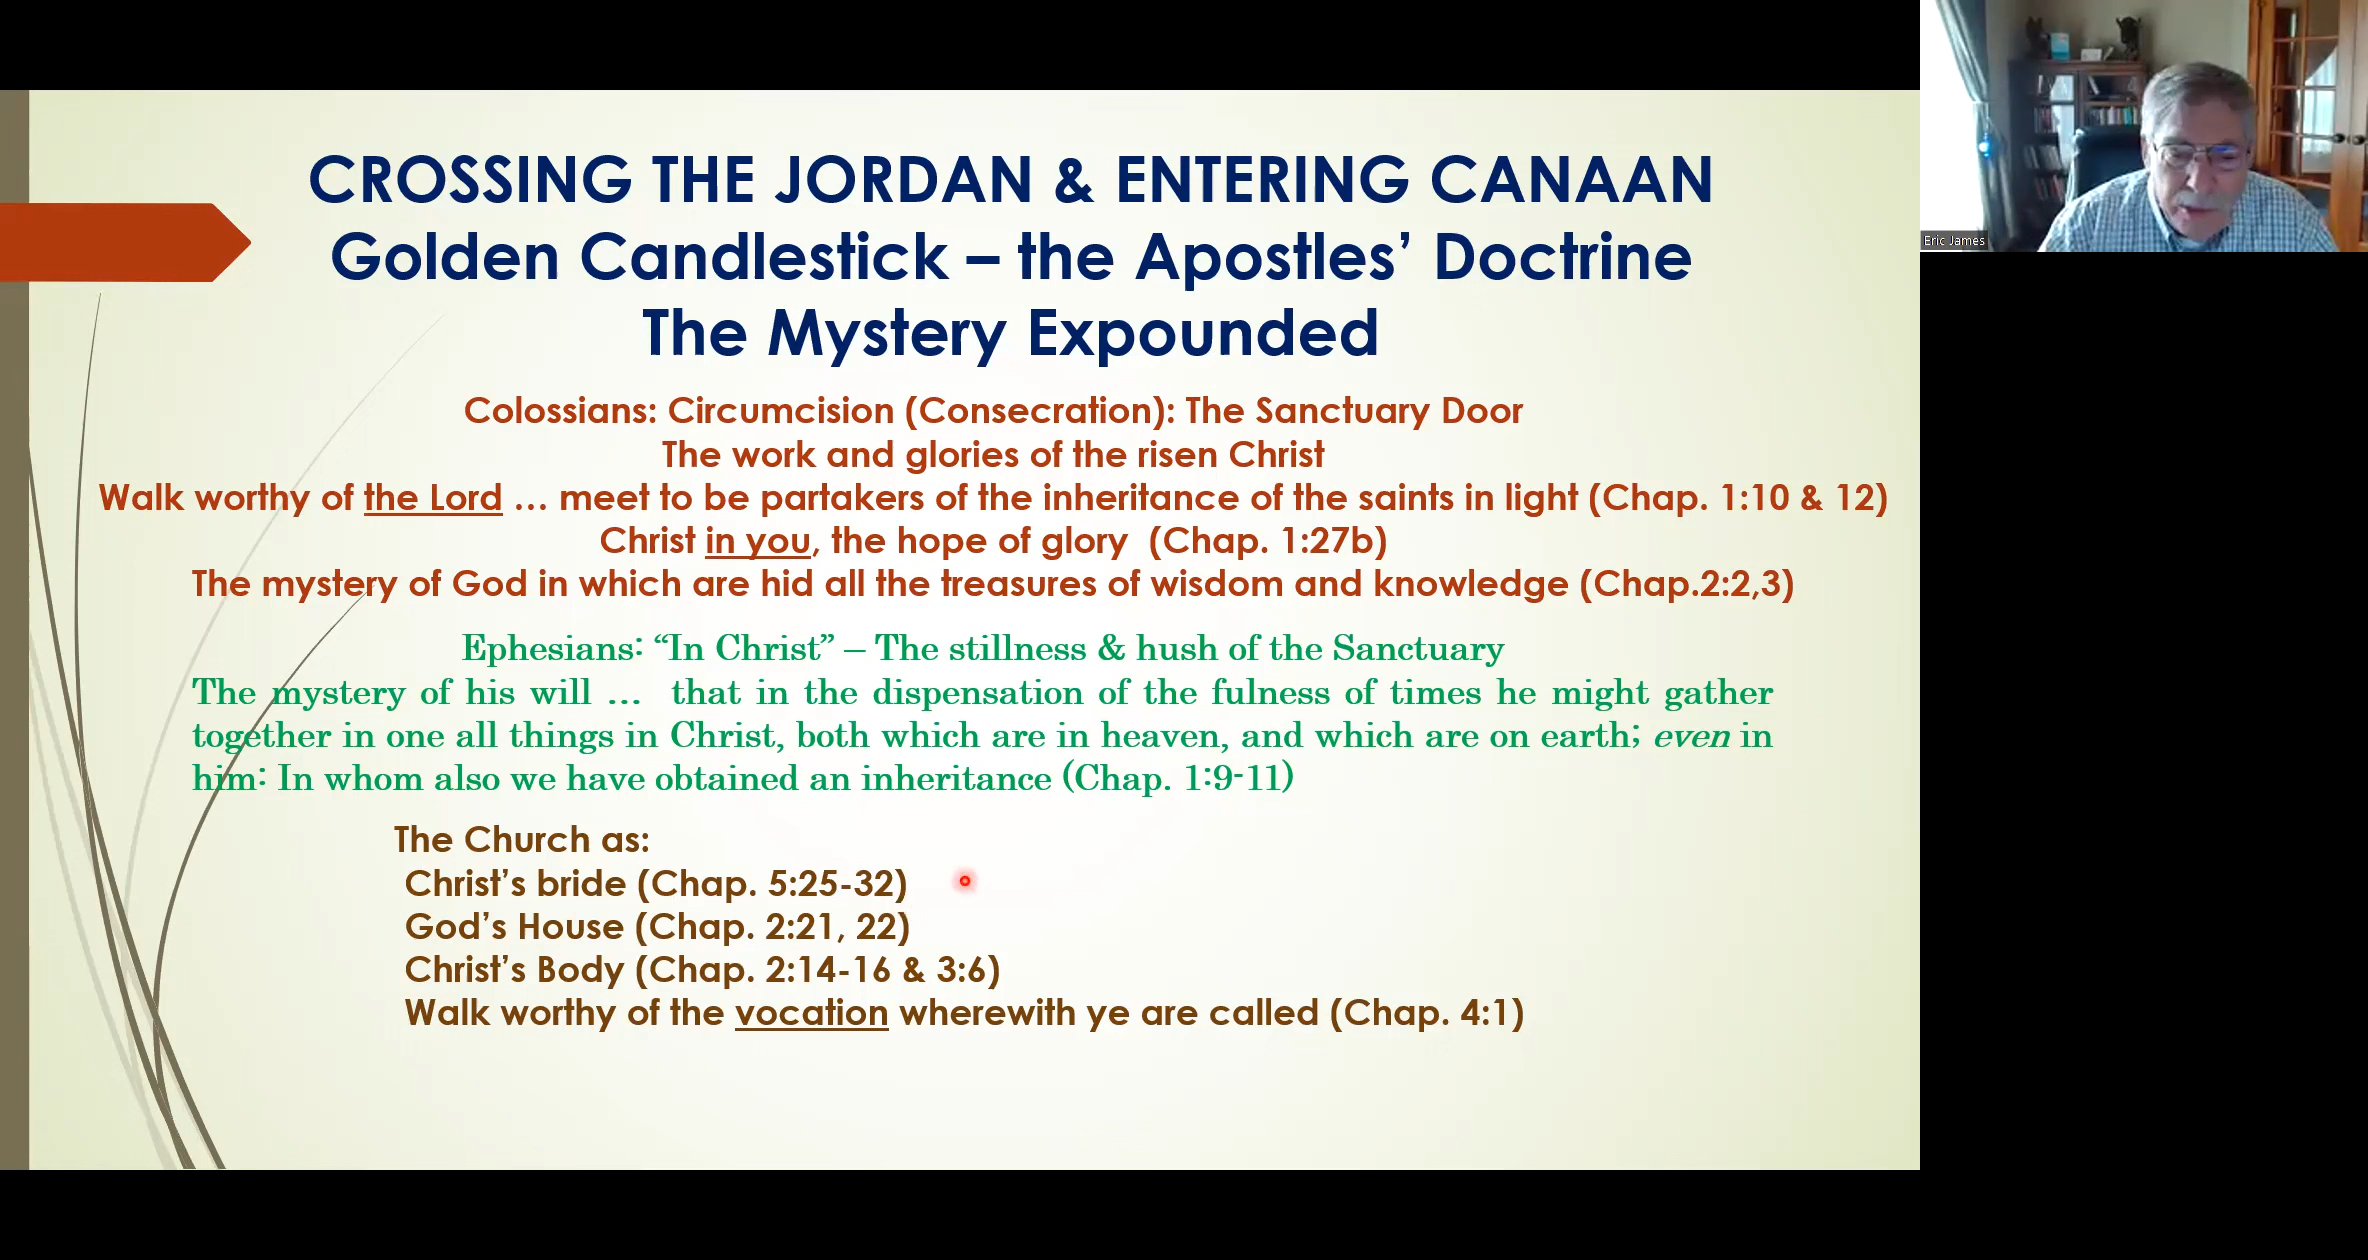 CROSSING THE JORDAN & ENTERING CANAAN
Golden Candlestick – the Apostles’ Doctrine
The Mystery Expounded
Colossians: Circumcision (Consecration): The Sanctuary Door
The work and glories of the risen Christ
Walk worthy of the Lord … meet to be partakers of the inheritance of the saints in light (Chap. 1:10 & 12)
Christ in you, the hope of glory  (Chap. 1:27b)
The mystery of God in which are hid all the treasures of wisdom and knowledge (Chap.2:2,3)
Ephesians: “In Christ” – The stillness & hush of the Sanctuary
The mystery of his will …  that in the dispensation of the fulness of times he might gather
together in one all things in Christ, both which are in heaven, and which are on earth; even in
him: In whom also we have obtained an inheritance (Chap. 1:9-11)
The Church as:
Christ’s bride (Chap. 5:25-32)
God’s House (Chap. 2:21, 22)
Christ’s Body (Chap. 2:14-16 & 3:6)
Walk worthy of the vocation wherewith ye are called (Chap. 4:1)
Eric James